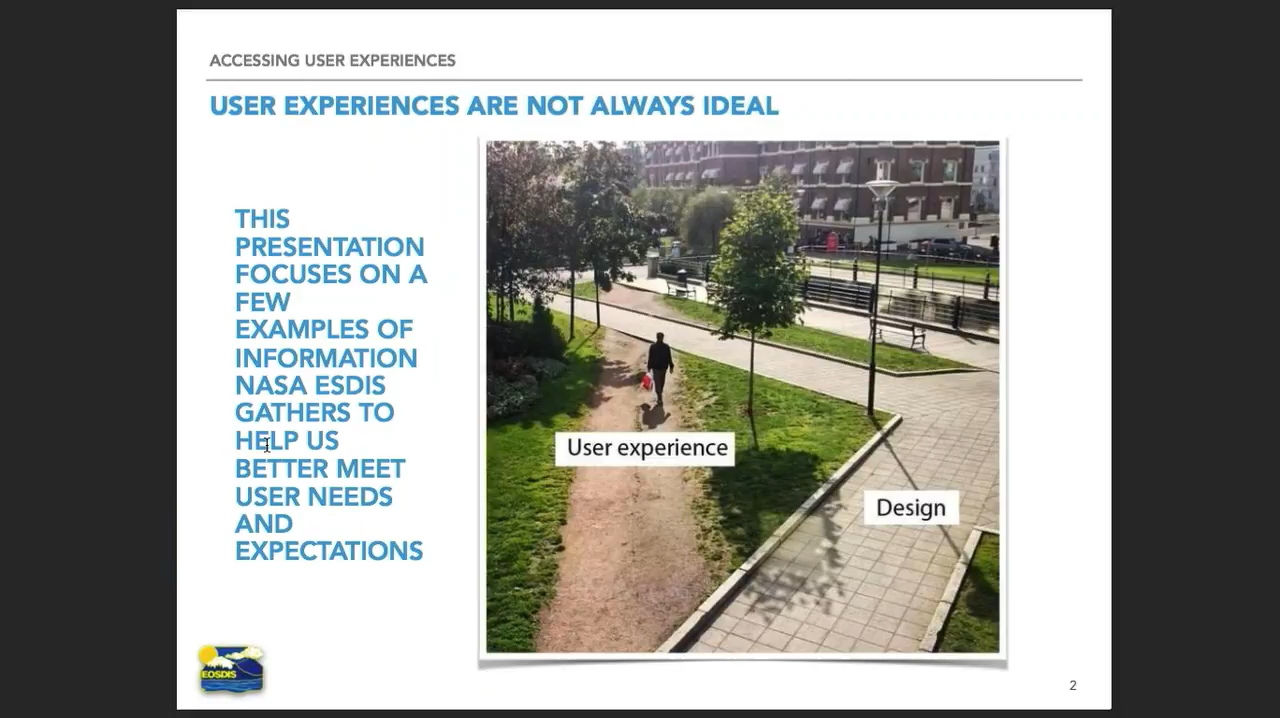 ACCESSING USER EXPERIENCES
USER EXPERIENCES ARE NOT ALWAYS IDEAL
THIS
PRESENTATION
FOCUSES ON A
FEW
EXAMPLES OF
INFORMATION
NASA ESDIS
GATHERS TO
HELP US
BETTER MEET
USER NEEDS
AND
EXPECTATIONS
User experience
Design
EOSDIS
2